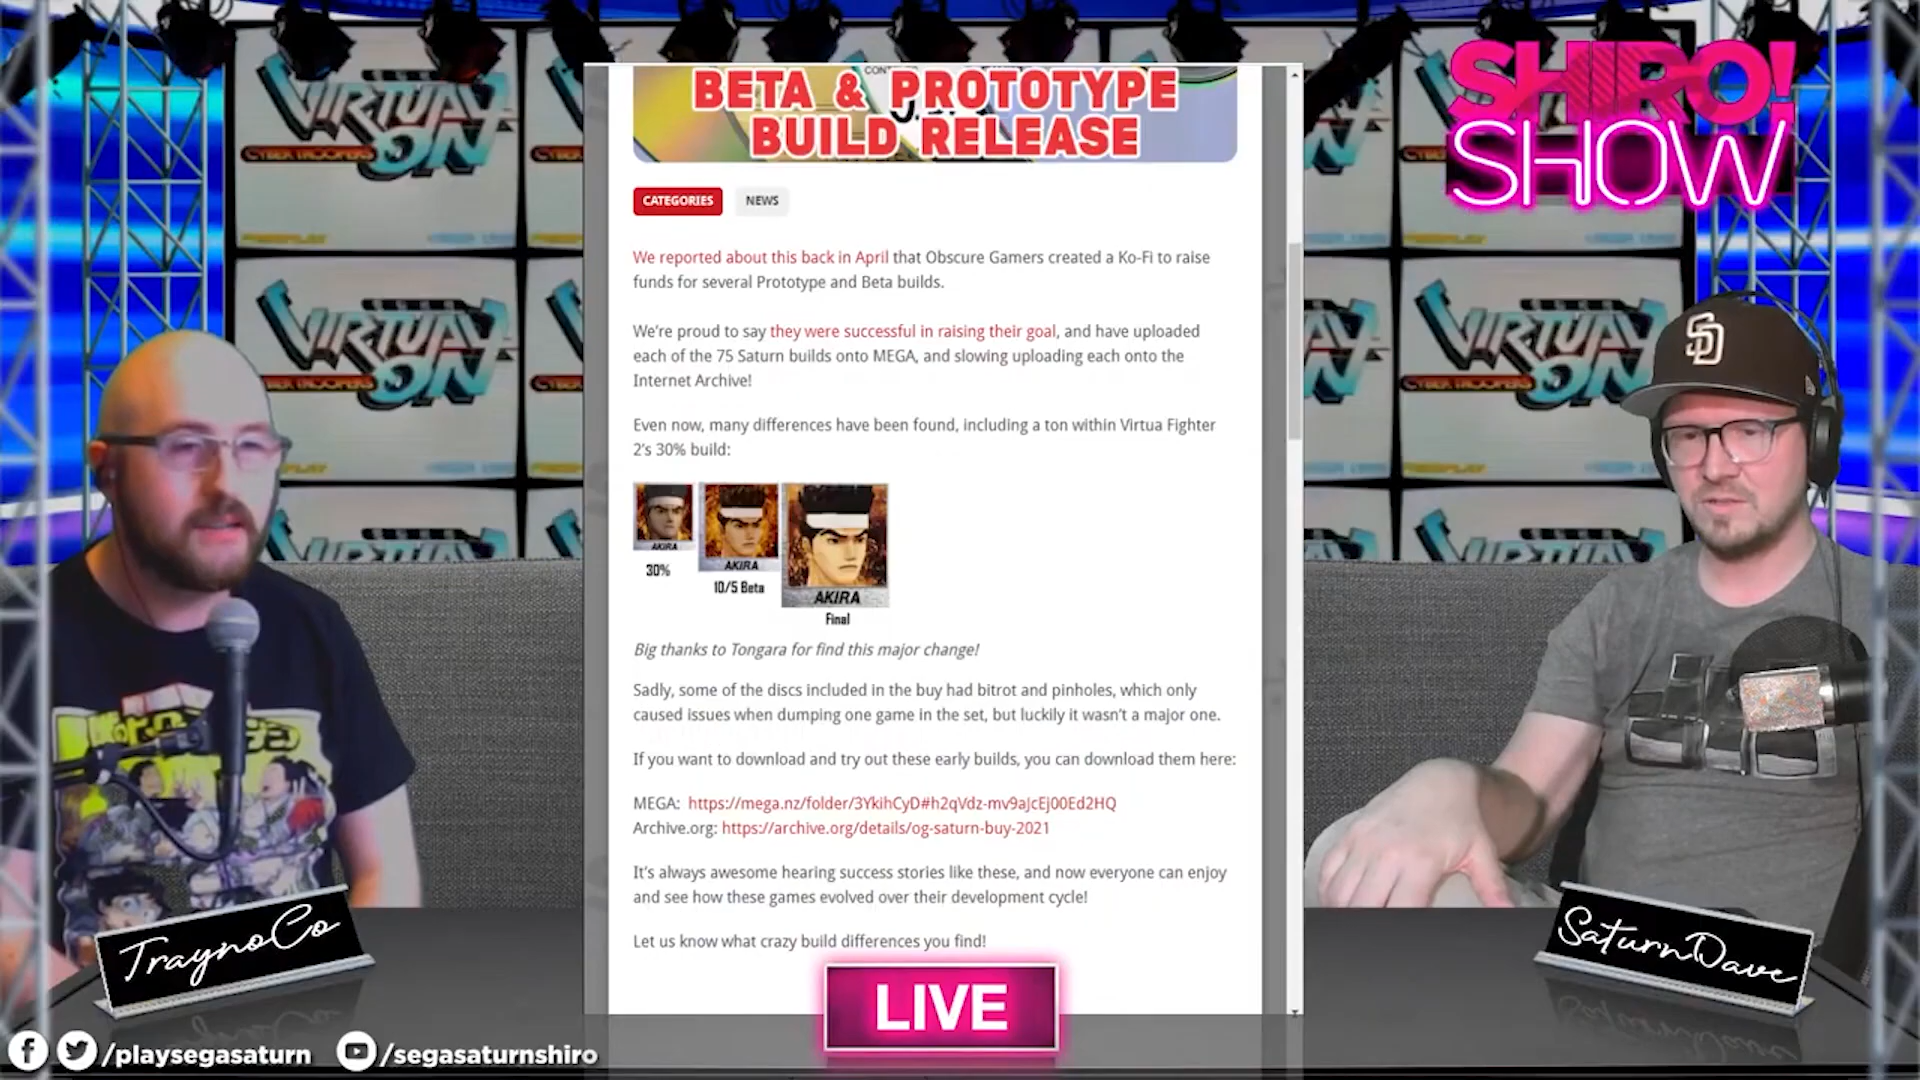 SHIRO!
SHOW
VIRTUAL ON
CYBER TROOPERS
BETA & PROTOTYPE
BUILD RELEASE
CATEGORIES NEWS
We reported about this back in April that Obscure Gamers created a Ko-Fi to raise
funds for several Prototype and Beta builds.
We're proud to say they were successful in raising their goal, and have uploaded
each of the 75 Saturn builds onto MEGA, and slowing uploading each onto the
Internet Archive!
Even now, many differences have been found, including a ton within Virtua Fighter
2's 30% build:
AKIRA
30%
AKIRA
10/5 Beta
AKIRA
Final
Big thanks to Tongara for find this major change!
Sadly, some of the discs included in the buy had bitrot and pinholes, which only
caused issues when dumping one game in the set, but luckily it wasn't a major one.
If you want to download and try out these early builds, you can download them here:
MEGA: https://mega.nz/folder/3YkihCyD#h2qVdz-mv9aJcEj00Ed2HQ
Archive.org: https://archive.org/details/og-saturn-buy-2021
It's always awesome hearing success stories like these, and now everyone can enjoy
and see how these games evolved over their development cycle!
Let us know what crazy build differences you find!
LIVE
TraynoCo
SaturnDave
SD
/playsegasaturn /segasaturnshiro